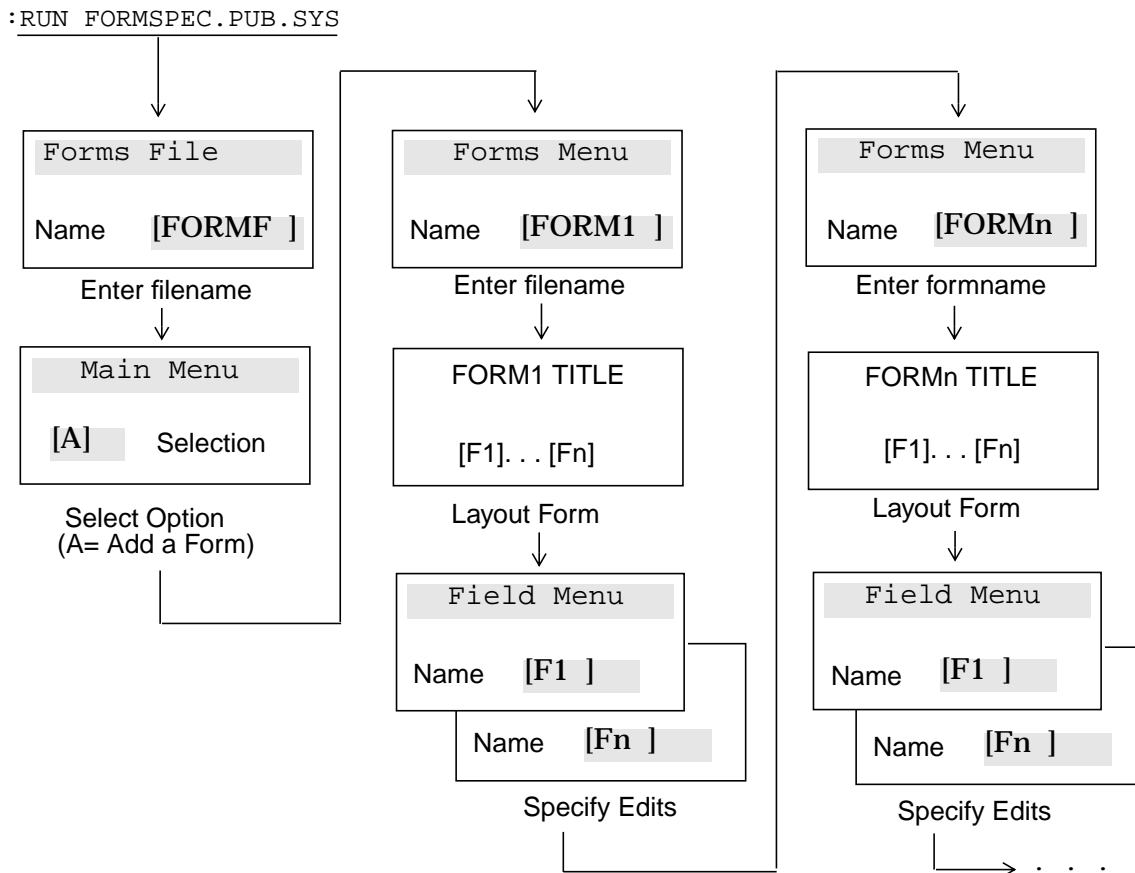 :RUN FORMSPEC.PUB.SYS
Forms File
Name [FORMF ]
Enter filename
Main Menu
[A] Selection
Select Option
(A= Add a Form)
Forms Menu
Name [FORM1 ]
Enter filename
FORM1 TITLE
[F1]. . . [Fn]
Layout Form
Field Menu
Name [F1 ]
Name [Fn ]
Specify Edits
Forms Menu
Name [FORMn ]
Enter formname
FORMn TITLE
[F1]. . . [Fn]
Layout Form
Field Menu
Name [F1 ]
Name [Fn ]
Specify Edits
. . .